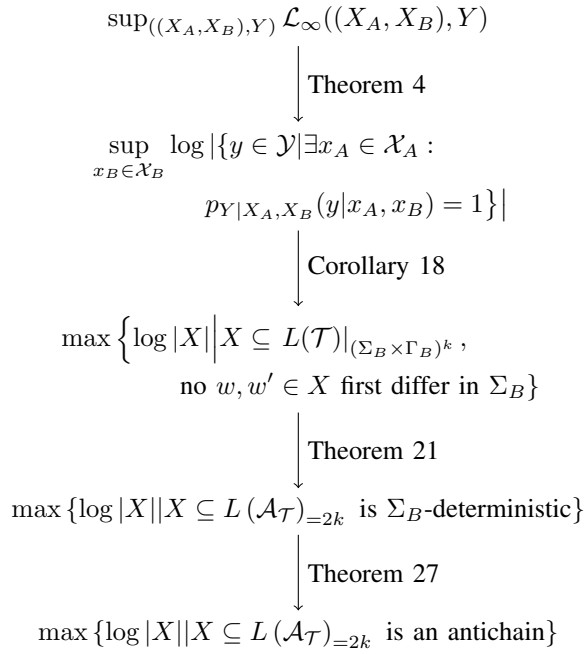 sup_{((X_A,X_B),Y)} ℒ_∞((X_A, X_B), Y)
Theorem 4
sup_{x_B∈𝒳_B} log |{y ∈ 𝒴|∃x_A ∈ 𝒳_A :
p_{Y|X_A,X_B}(y|x_A, x_B) = 1}|
Corollary 18
max {log |X| | X ⊆ L(𝒯)|_{(Σ_B×Γ_B)^k} ,
no w, w′ ∈ X first differ in Σ_B}
Theorem 21
max {log |X||X ⊆ L (𝒜_𝒯)_{=2k} is Σ_B-deterministic}
Theorem 27
max {log |X||X ⊆ L (𝒜_𝒯)_{=2k} is an antichain}